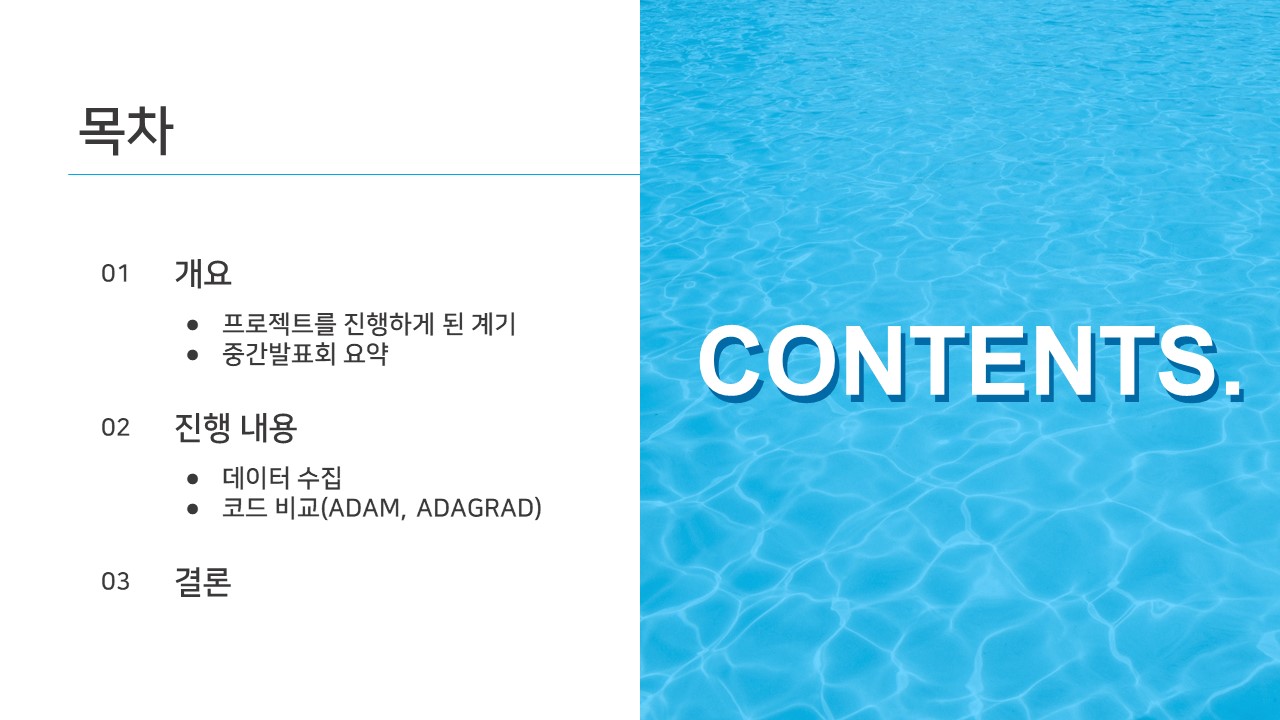 목차
01 개요
● 프로젝트를 진행하게 된 계기
● 중간발표회 요약
02 진행 내용
● 데이터 수집
● 코드 비교(ADAM, ADAGRAD)
03 결론
CONTENTS.